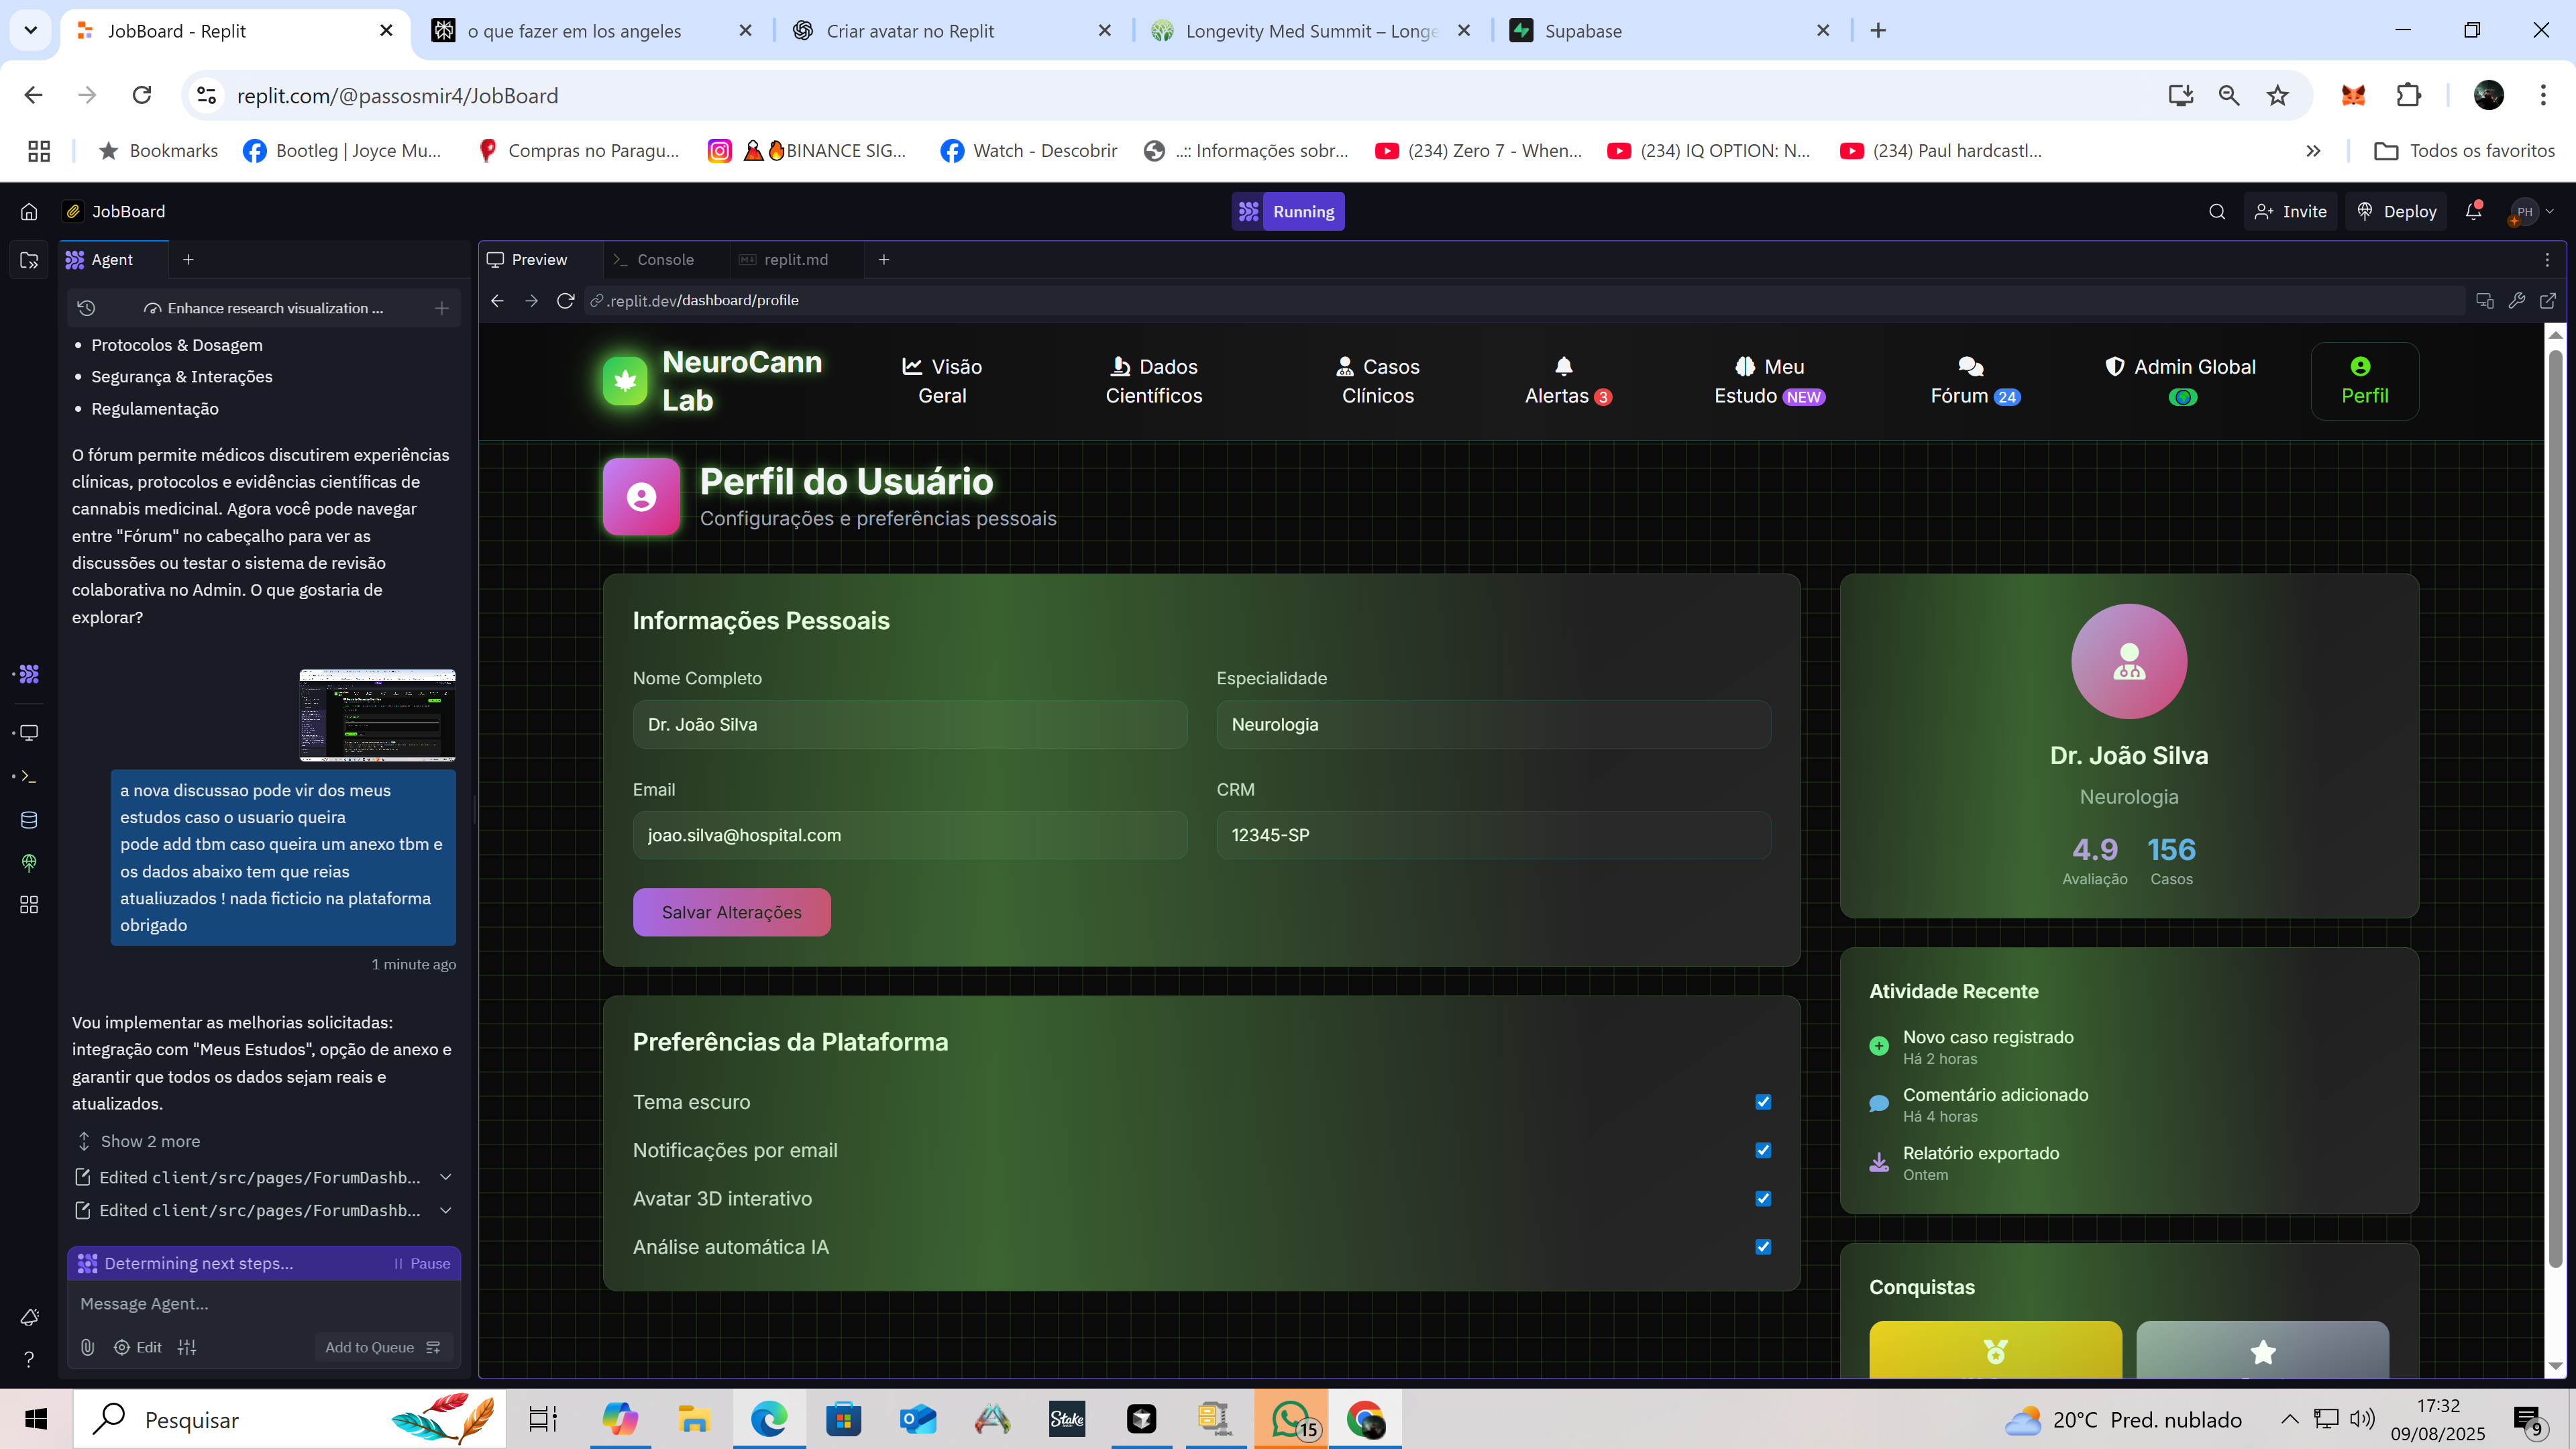 JobBoard - Replit
o que fazer em los angeles
Criar avatar no Replit
Longevity Med Summit – Longe
Supabase
replit.com/@passosmir4/JobBoard
Bookmarks
Bootleg | Joyce Mu...
Compras no Paragu...
BINANCE SIG...
Watch - Descobrir
..:: Informações sobr...
(234) Zero 7 - When...
(234) IQ OPTION: N...
(234) Paul hardcastl...
Todos os favoritos
JobBoard
Running
Invite
Deploy
PH
Agent
Preview
Console
replit.md
Enhance research visualization ...
.replit.dev/dashboard/profile
• Protocolos & Dosagem
• Segurança & Interações
• Regulamentação
O fórum permite médicos discutirem experiências
clínicas, protocolos e evidências científicas de
cannabis medicinal. Agora você pode navegar
entre "Fórum" no cabeçalho para ver as
discussões ou testar o sistema de revisão
colaborativa no Admin. O que gostaria de
explorar?
a nova discussao pode vir dos meus
estudos caso o usuario queira
pode add tbm caso queira um anexo tbm e
os dados abaixo tem que reias
atualiuzados ! nada ficticio na plataforma
obrigado
1 minute ago
Vou implementar as melhorias solicitadas:
integração com "Meus Estudos", opção de anexo e
garantir que todos os dados sejam reais e
atualizados.
Show 2 more
Edited client/src/pages/ForumDashb...
Edited client/src/pages/ForumDashb...
Determining next steps...
Pause
Message Agent...
Edit
Add to Queue
NeuroCann
Lab
Visão
Geral
Dados
Científicos
Casos
Clínicos
Alertas 3
Meu
Estudo NEW
Fórum 24
Admin Global
Perfil
Perfil do Usuário
Configurações e preferências pessoais
Informações Pessoais
Nome Completo
Especialidade
Dr. João Silva
Neurologia
Email
CRM
joao.silva@hospital.com
12345-SP
Salvar Alterações
Preferências da Plataforma
Tema escuro
Notificações por email
Avatar 3D interativo
Análise automática IA
Dr. João Silva
Neurologia
4.9
156
Avaliação
Casos
Atividade Recente
Novo caso registrado
Há 2 horas
Comentário adicionado
Há 4 horas
Relatório exportado
Ontem
Conquistas
Pesquisar
Stake
15
20°C Pred. nublado
17:32
09/08/2025
9